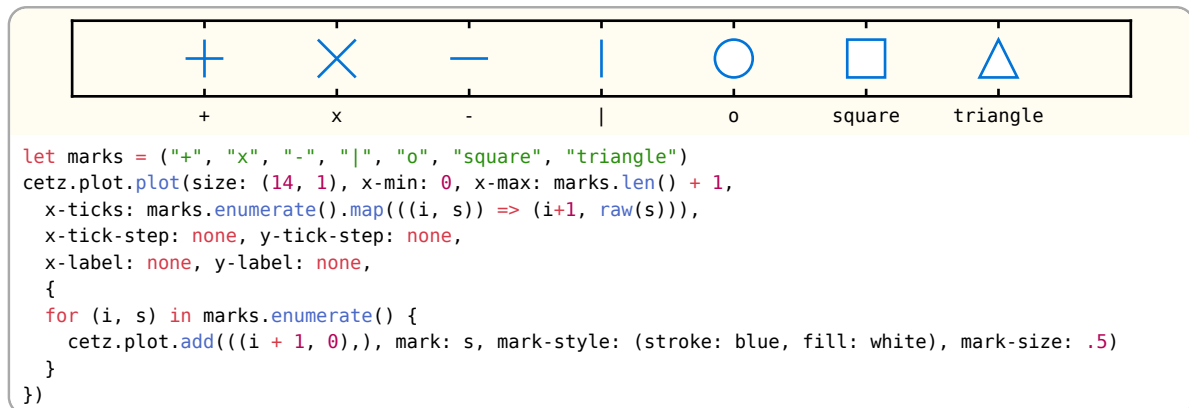 + x - | o square triangle
let marks = ("+", "x", "-", "|", "o", "square", "triangle")
cetz.plot.plot(size: (14, 1), x-min: 0, x-max: marks.len() + 1,
  x-ticks: marks.enumerate().map(((i, s)) => (i+1, raw(s))),
  x-tick-step: none, y-tick-step: none,
  x-label: none, y-label: none,
  {
  for (i, s) in marks.enumerate() {
    cetz.plot.add(((i + 1, 0),), mark: s, mark-style: (stroke: blue, fill: white), mark-size: .5)
  }
})